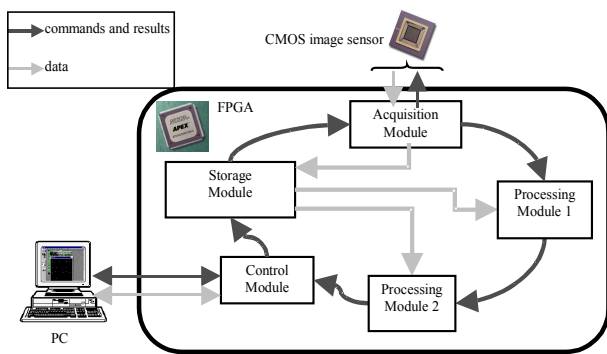 commands and results
data
CMOS image sensor
FPGA
APEX
Acquisition
Module
Storage
Module
Processing
Module 1
Control
Module
Processing
Module 2
PC